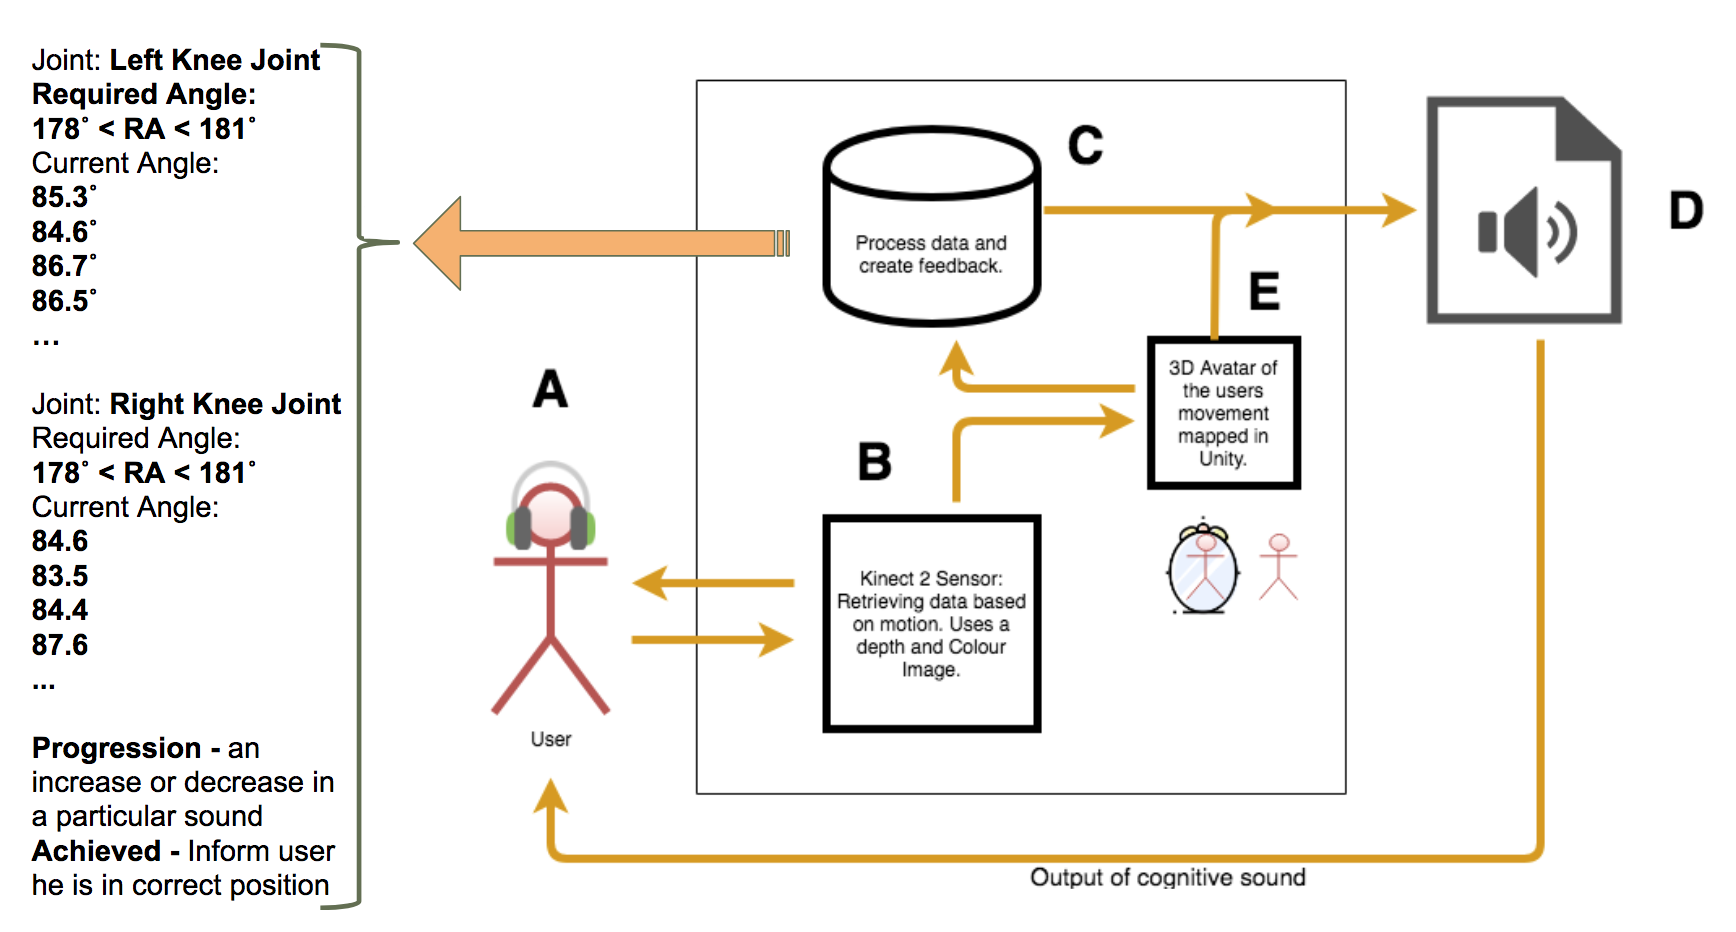 Joint: Left Knee Joint
Required Angle:
178˚ < RA < 181˚
Current Angle:
85.3˚
84.6˚
86.7˚
86.5˚
…
Joint: Right Knee Joint
Required Angle:
178˚ < RA < 181˚
Current Angle:
84.6
83.5
84.4
87.6
...
Progression - an
increase or decrease in
a particular sound
Achieved - Inform user
he is in correct position
A
User
B
Kinect 2 Sensor:
Retrieving data based
on motion. Uses a
depth and Colour
Image.
C
Process data and
create feedback.
E
3D Avatar of
the users
movement
mapped in
Unity.
D
Output of cognitive sound